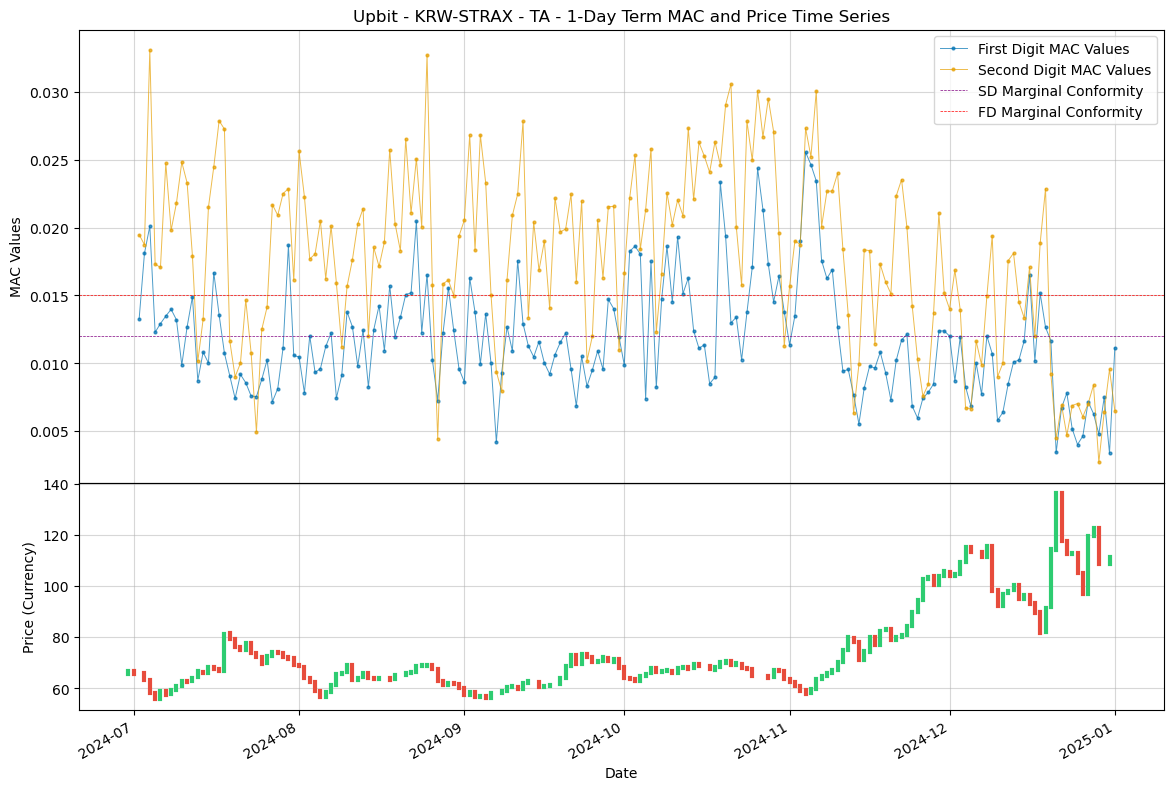 Upbit - KRW-STRAX - TA - 1-Day Term MAC and Price Time Series
First Digit MAC Values
Second Digit MAC Values
SD Marginal Conformity
FD Marginal Conformity
MAC Values
0.030
0.025
0.020
0.015
0.010
0.005
Price (Currency)
140
120
100
80
60
2024-07
2024-08
2024-09
2024-10
2024-11
2024-12
2025-01
Date